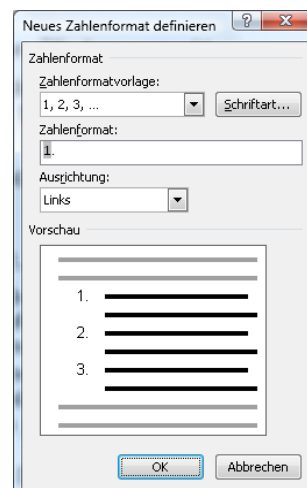 Neues Zahlenformat definieren
Zahlenformat
Zahlenformatvorlage:
1, 2, 3, ...
Schriftart...
Zahlenformat:
1.
Ausrichtung:
Links
Vorschau
1.
2.
3.
OK
Abbrechen